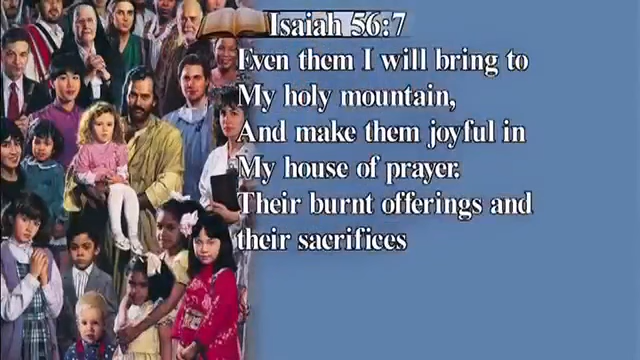 Isaiah 56:7
Even them I will bring to
My holy mountain,
And make them joyful in
My house of prayer.
Their burnt offerings and
their sacrifices